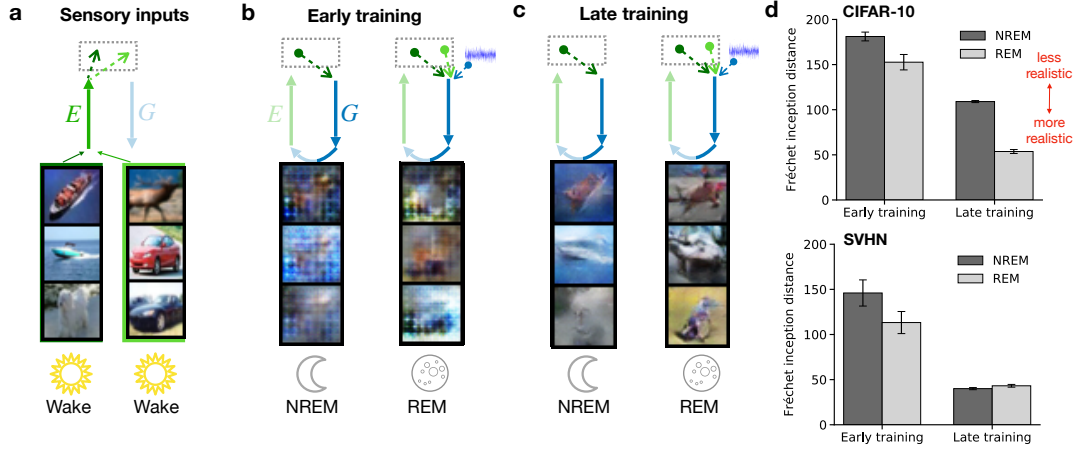 a Sensory inputs
E
G
Wake
Wake
b Early training
E
G
NREM
REM
c Late training
NREM
REM
d
CIFAR-10
200
150
100
50
0
Fréchet inception distance
NREM
REM
less
realistic
more
realistic
Early training
Late training
SVHN
200
150
100
50
0
Fréchet inception distance
NREM
REM
Early training
Late training